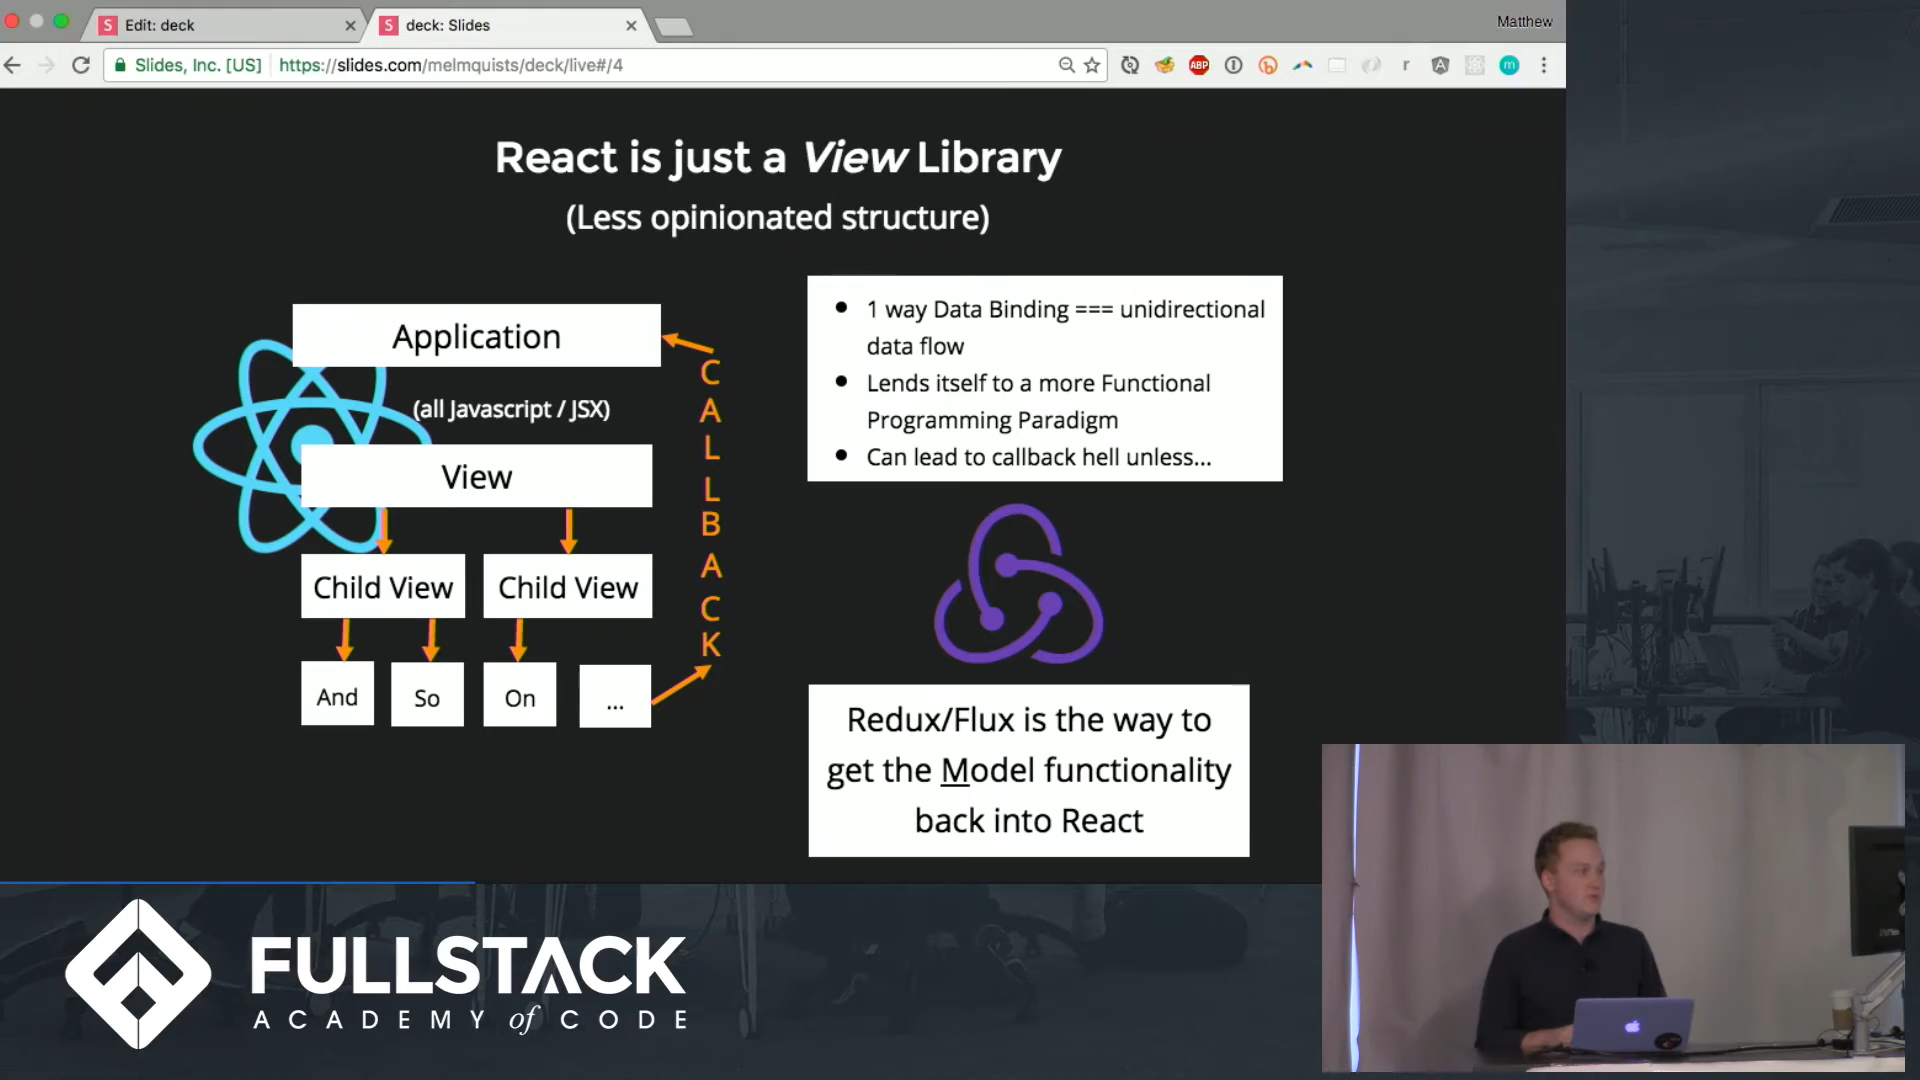 Edit: deck
deck: Slides
Matthew
Slides, Inc. [US]
https://slides.com/melmquists/deck/live#/4
ABP
React is just a View Library
(Less opinionated structure)
Application
(all Javascript / JSX)
View
Child View
Child View
And
So
On
...
CALLBACK
● 1 way Data Binding === unidirectional
data flow
● Lends itself to a more Functional
Programming Paradigm
● Can lead to callback hell unless...
Redux/Flux is the way to
get the Model functionality
back into React
FULLSTACK
ACADEMY of CODE